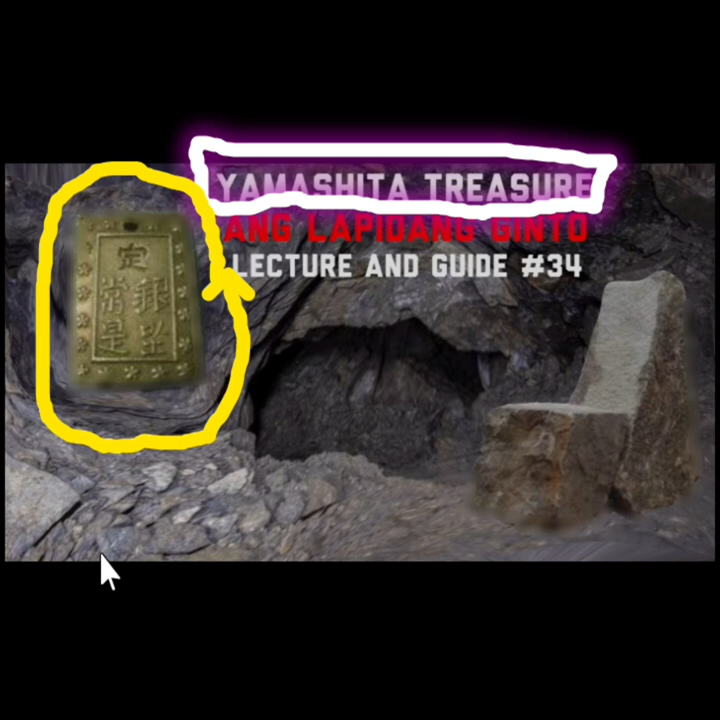 YAMASHITA TREASURE
ANG LAPIDANG GINTO
LECTURE AND GUIDE #34
定
銀座
常是